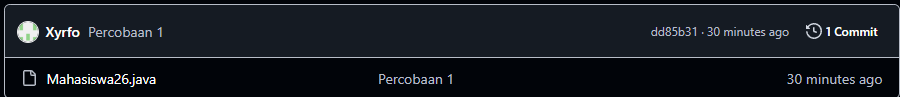 Xyrfo Percobaan 1 dd85b31 · 30 minutes ago 1 Commit
Mahasiswa26.java Percobaan 1 30 minutes ago